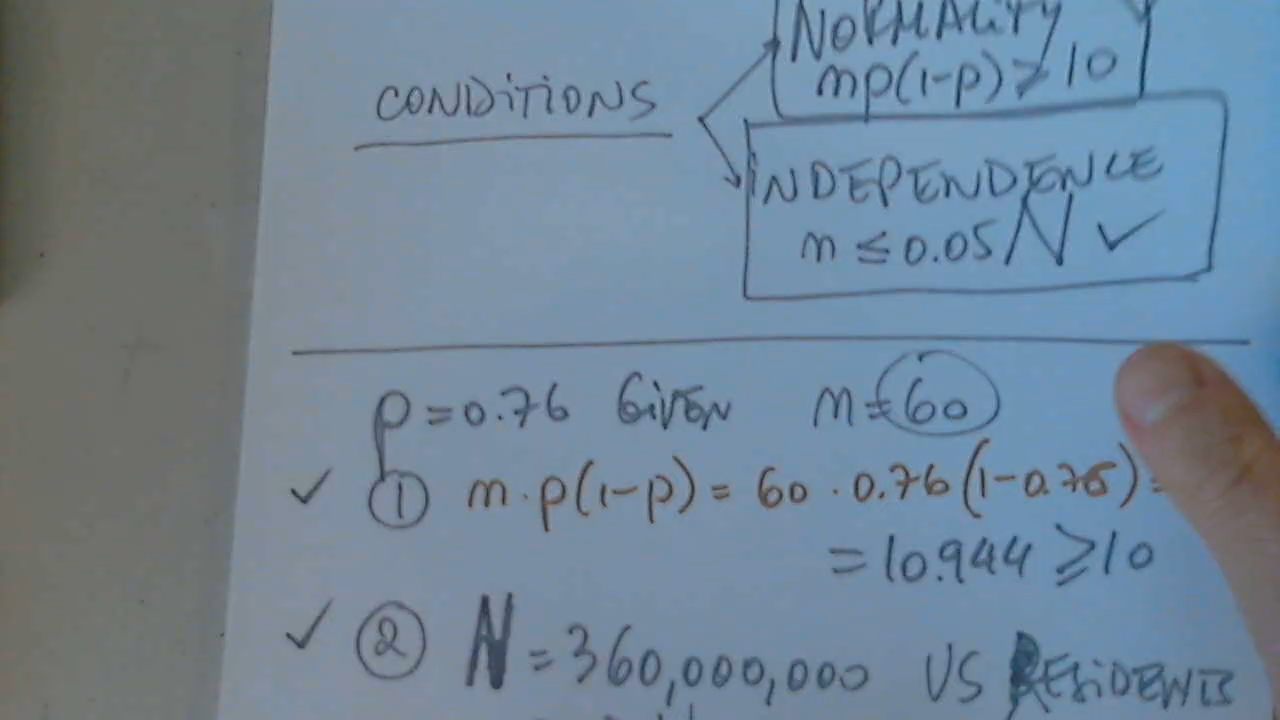 NORMALITY
np(1-p) ≥ 10
CONDITIONS
INDEPENDENCE
n ≤ 0.05 N ✓
p = 0.76 GIVEN n = 60
✓ ① n · p(1-p) = 60 · 0.76 (1-0.76) =
= 10.944 ≥ 10
✓ ② N = 360,000,000 US RESIDENTS